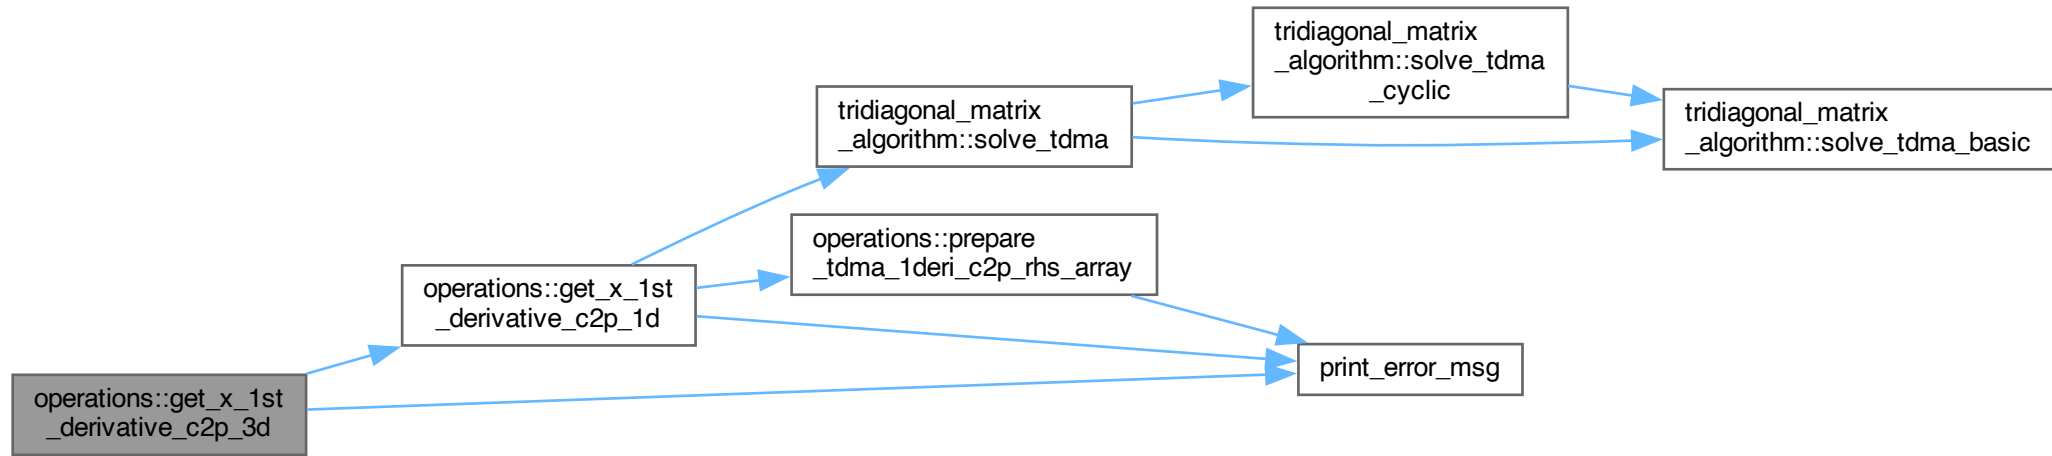 tridiagonal_matrix
_algorithm::solve_tdma
_cyclic
tridiagonal_matrix
_algorithm::solve_tdma
tridiagonal_matrix
_algorithm::solve_tdma_basic
operations::prepare
_tdma_1deri_c2p_rhs_array
operations::get_x_1st
_derivative_c2p_1d
print_error_msg
operations::get_x_1st
_derivative_c2p_3d